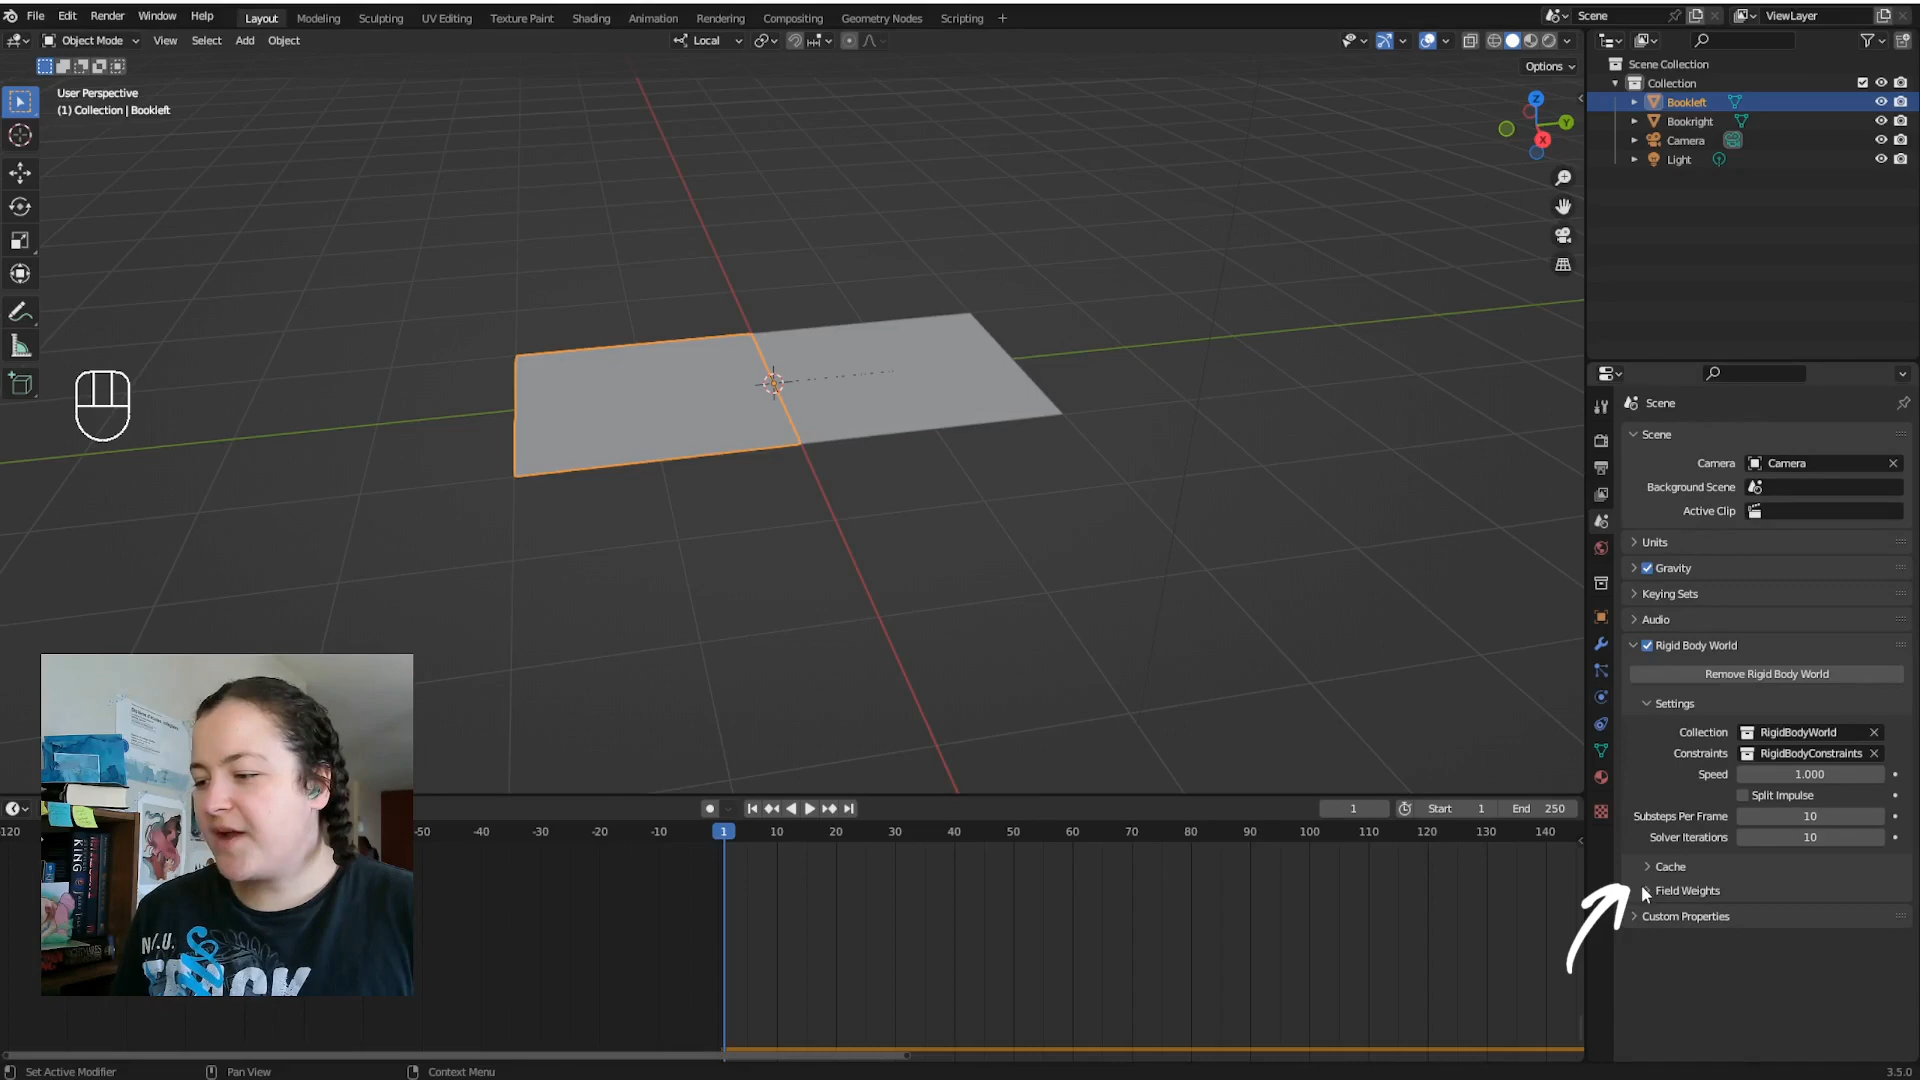 File Edit Render Window Help Layout Modeling Sculpting UV Editing Texture Paint Shading Animation Rendering Compositing Geometry Nodes Scripting + Scene ViewLayer
Object Mode View Select Add Object Local
Options
User Perspective
(1) Collection | Bookleft
Z
Y
X
Scene Collection
Collection
Bookleft
Bookright
Camera
Light
Scene
Scene
Camera Camera
Background Scene
Active Clip
Units
Gravity
Keying Sets
Audio
Rigid Body World
Remove Rigid Body World
Settings
Collection RigidBodyWorld
Constraints RigidBodyConstraints
Speed 1.000
Split Impulse
Substeps Per Frame 10
Solver Iterations 10
Cache
Field Weights
Custom Properties
1 Start 1 End 250
-120 -50 -40 -30 -20 -10 1 10 20 30 40 50 60 70 80 90 100 110 120 130 140
KING
N/.U.
Set Active Modifier Pan View Context Menu 3.5.0